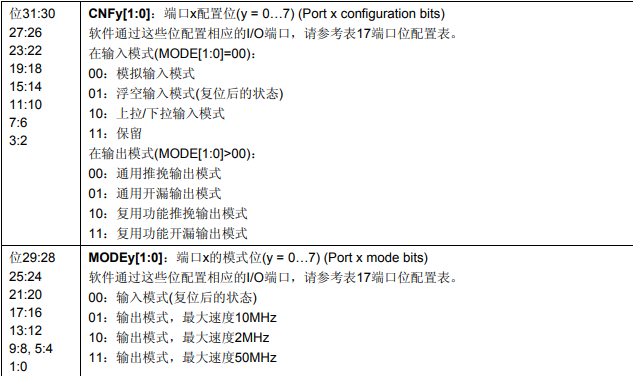 位31:30
27:26
23:22
19:18
15:14
11:10
7:6
3:2
CNFy[1:0]：端口x配置位(y = 0…7) (Port x configuration bits)
软件通过这些位配置相应的I/O端口，请参考表17端口位配置表。
在输入模式(MODE[1:0]=00)：
00：模拟输入模式
01：浮空输入模式(复位后的状态)
10：上拉/下拉输入模式
11：保留
在输出模式(MODE[1:0]>00)：
00：通用推挽输出模式
01：通用开漏输出模式
10：复用功能推挽输出模式
11：复用功能开漏输出模式
位29:28
25:24
21:20
17:16
13:12
9:8, 5:4
1:0
MODEy[1:0]：端口x的模式位(y = 0…7) (Port x mode bits)
软件通过这些位配置相应的I/O端口，请参考表17端口位配置表。
00：输入模式(复位后的状态)
01：输出模式，最大速度10MHz
10：输出模式，最大速度2MHz
11：输出模式，最大速度50MHz